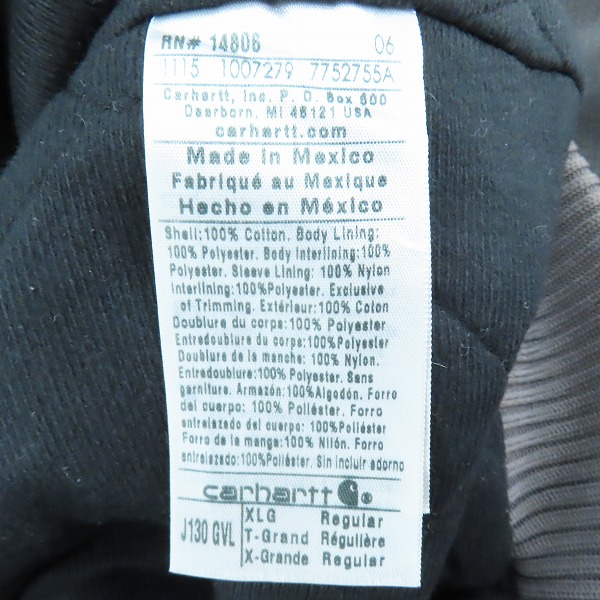 RN# 14806 06
1115 1007279 7752755A
Carhartt, Inc. P. O. Box 600
Dearborn, MI 48121 USA
carhartt.com
Made in Mexico
Fabriqué au Mexique
Hecho en México
Shell:100% Cotton. Body Lining:
100% Polyester. Body Interlining:100%
Polyester. Sleeve Lining: 100% Nylon
Interlining:100%Polyester. Exclusive
of Trimming. Extérieur:100% Coton
Doublure du corps:100% Polyester
Entredoublure du corps:100% Polyester
Doublure de la manche: 100% Nylon.
Entredoublure:100% Polyester. Sans
garniture. Armazón:100%Algodón. Forro
del cuerpo: 100% Poliéster. Forro
entrelazado del cuerpo: 100% Poliéster
Forro de la manga:100% Nilón. Forro
entrelazado:100%Poliéster. Sin incluir adorno
carhartt ®
J130 GVL
XLG Regular
T-Grand Régulière
X-Grande Regular